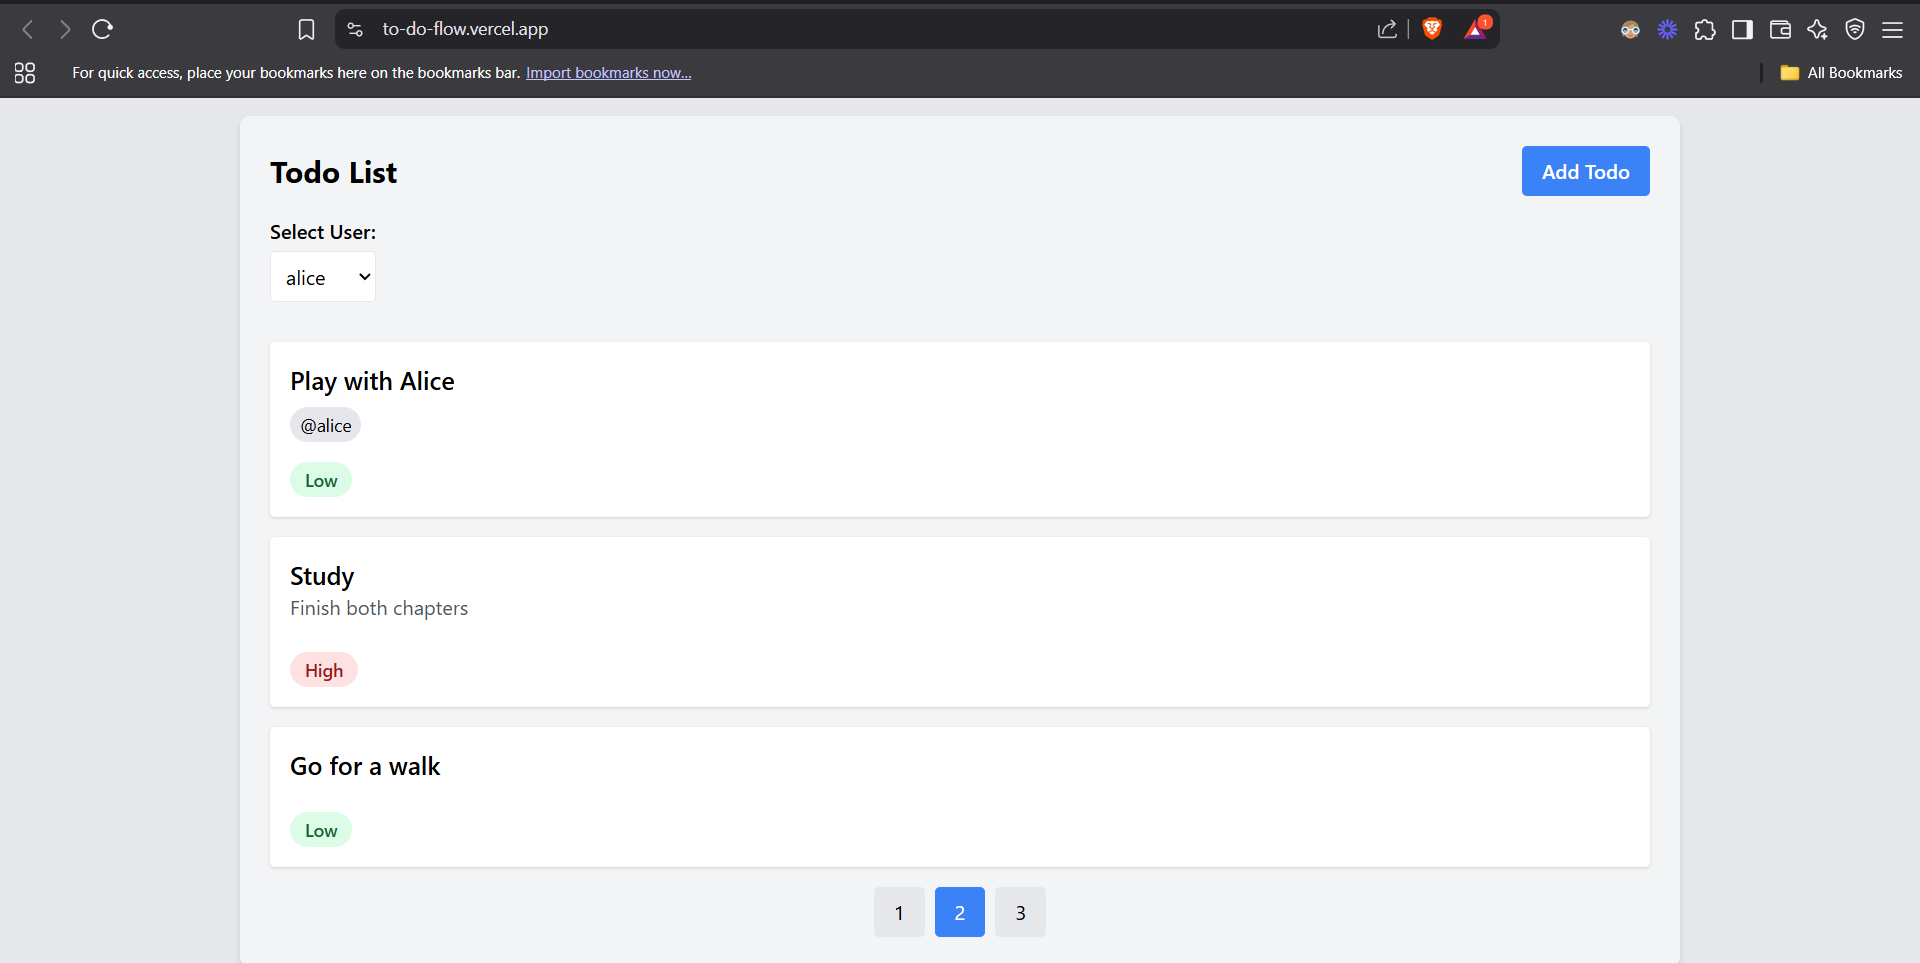 to-do-flow.vercel.app
1
For quick access, place your bookmarks here on the bookmarks bar. Import bookmarks now...
All Bookmarks
Todo List
Add Todo
Select User:
alice
Play with Alice
@alice
Low
Study
Finish both chapters
High
Go for a walk
Low
1 2 3